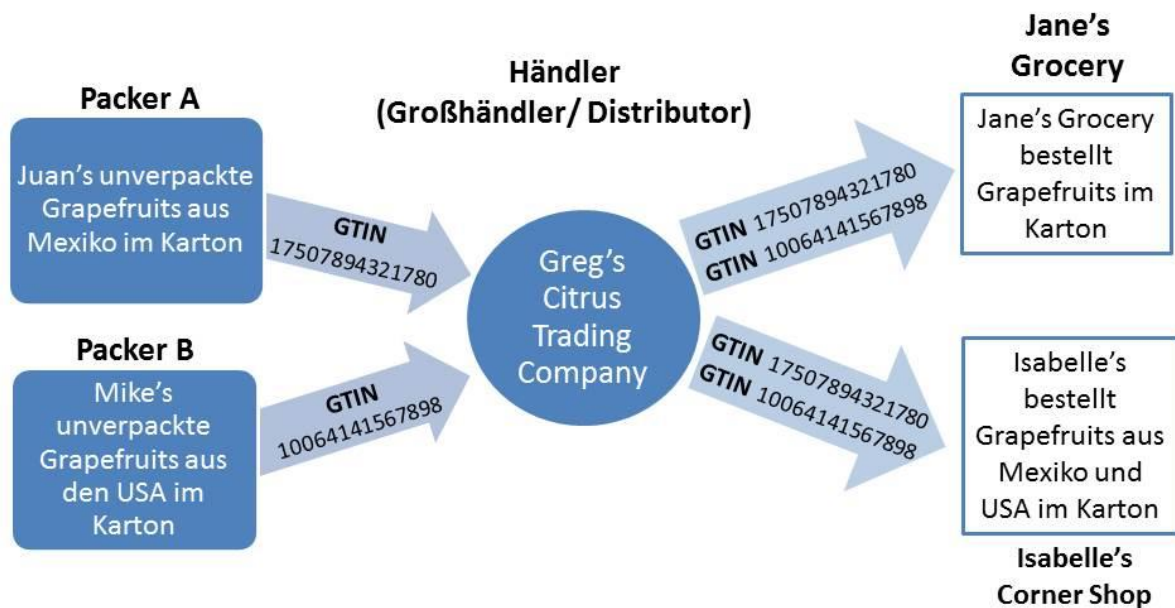 Packer A
Juan's unverpackte
Grapefruits aus
Mexiko im Karton
GTIN
17507894321780
Packer B
Mike's
unverpackte
Grapefruits aus
den USA im
Karton
GTIN
10064141567898
Händler
(Großhändler/ Distributor)
Greg's
Citrus
Trading
Company
GTIN 17507894321780
GTIN 10064141567898
GTIN 17507894321780
GTIN 10064141567898
Jane's
Grocery
Jane's Grocery
bestellt
Grapefruits im
Karton
Isabelle's
bestellt
Grapefruits aus
Mexiko und
USA im Karton
Isabelle's
Corner Shop